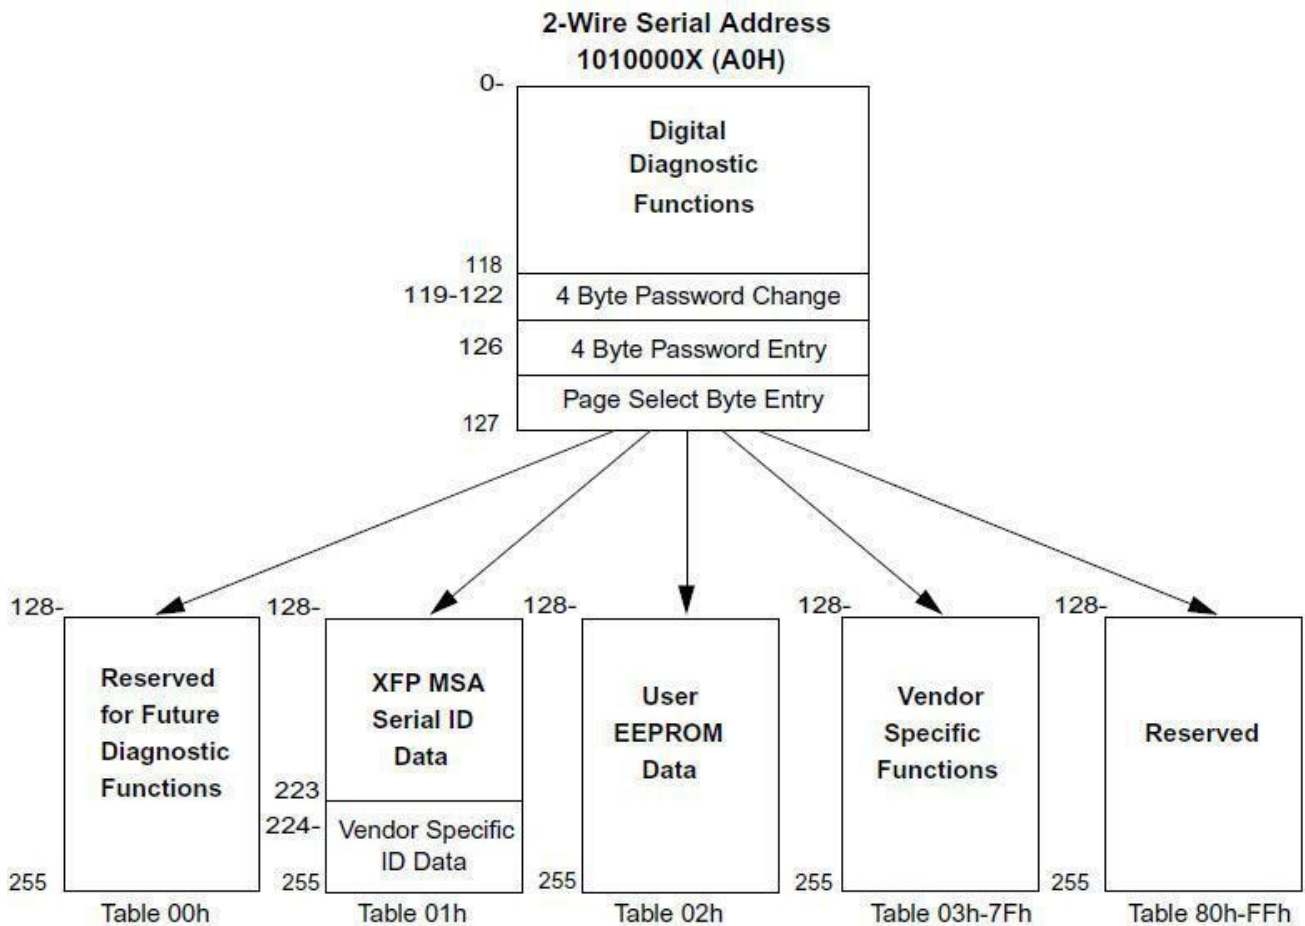 2-Wire Serial Address
1010000X (A0H)
0-
Digital
Diagnostic
Functions
118
119-122
4 Byte Password Change
126
4 Byte Password Entry
Page Select Byte Entry
127
128-
Reserved
for Future
Diagnostic
Functions
255
Table 00h
128-
XFP MSA
Serial ID
Data
223
224-
Vendor Specific
ID Data
255
Table 01h
128-
User
EEPROM
Data
255
Table 02h
128-
Vendor
Specific
Functions
255
Table 03h-7Fh
128-
Reserved
255
Table 80h-FFh